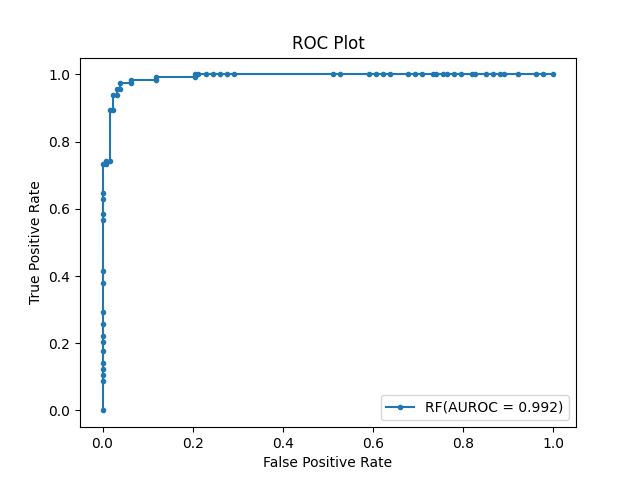 ROC Plot
True Positive Rate
1.0
0.8
0.6
0.4
0.2
0.0
0.0 0.2 0.4 0.6 0.8 1.0
False Positive Rate
RF(AUROC = 0.992)